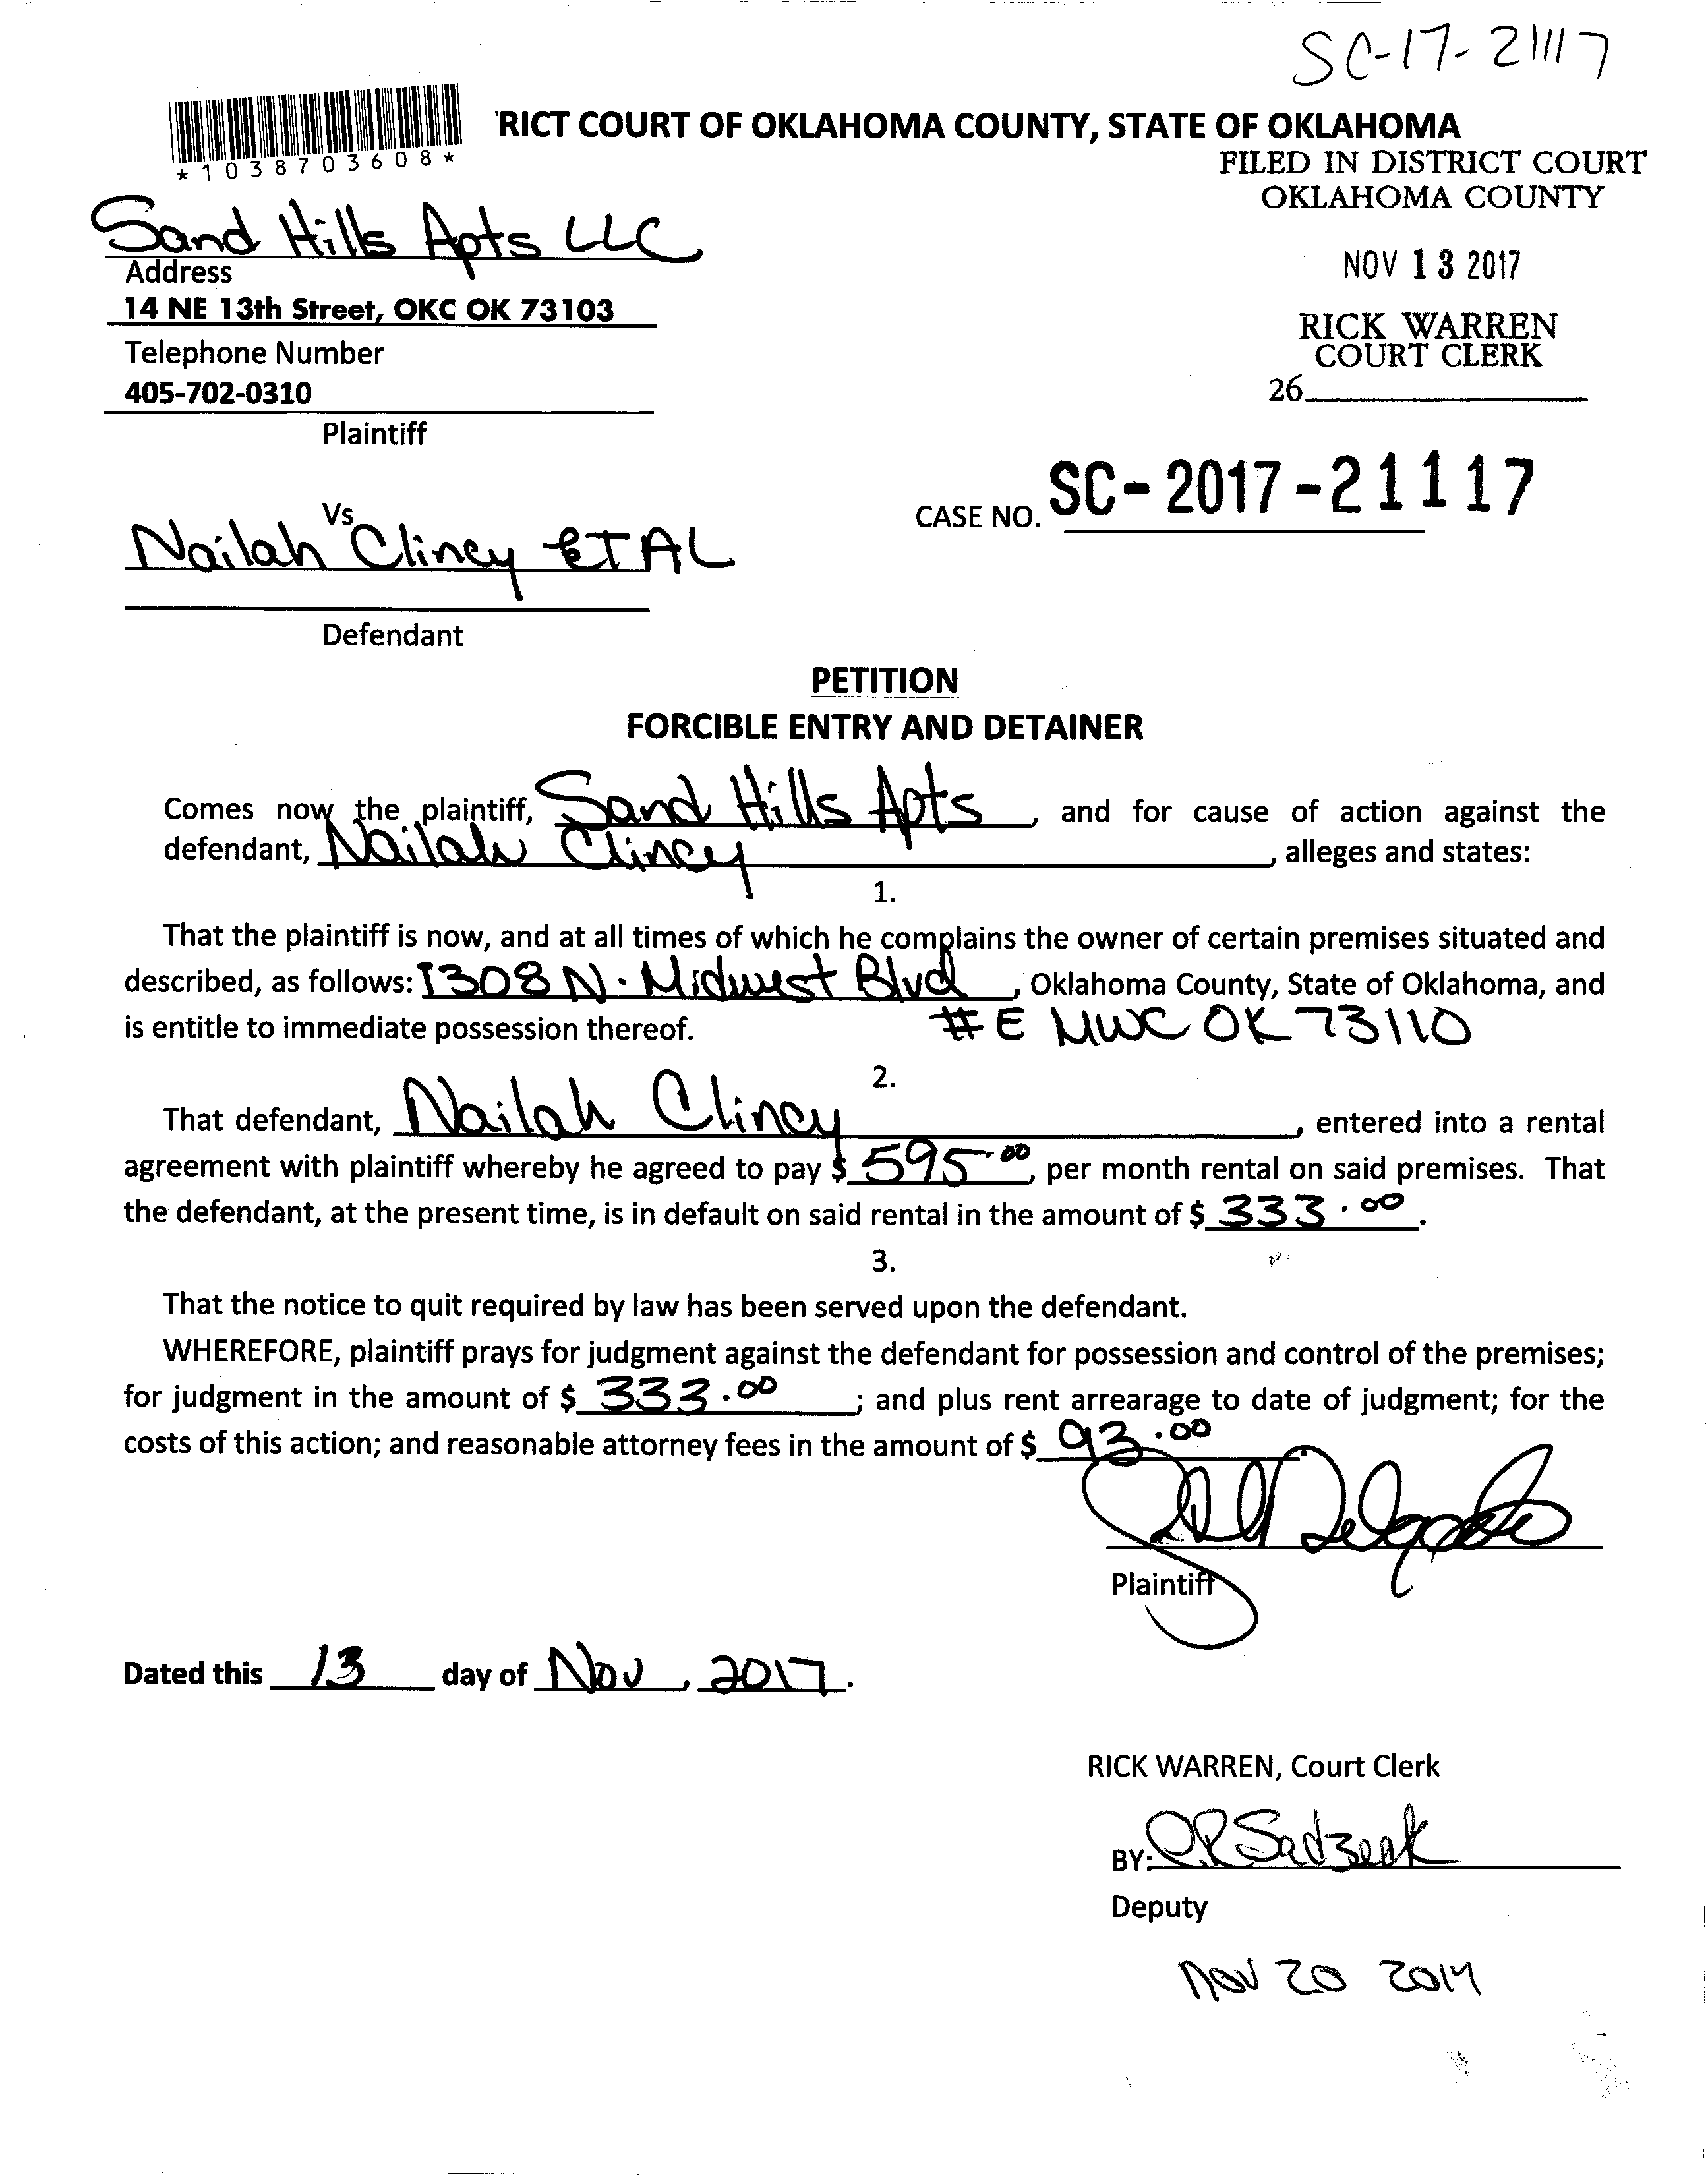 SC-17-21117
'RICT COURT OF OKLAHOMA COUNTY, STATE OF OKLAHOMA
*1038703608*
FILED IN DISTRICT COURT
OKLAHOMA COUNTY
Sand Hills Apts LLC
Address
NOV 13 2017
14 NE 13th Street, OKC OK 73103
RICK WARREN
COURT CLERK
Telephone Number
405-702-0310
26
Plaintiff
CASE NO. SC-2017-21117
Vs
Nailah Clincy ET AL
Defendant
PETITION
FORCIBLE ENTRY AND DETAINER
Comes now the plaintiff, Sand Hills Apts, and for cause of action against the
defendant, Nailah Clincy, alleges and states:
1.
That the plaintiff is now, and at all times of which he complains the owner of certain premises situated and
described, as follows: 1308 N. Midwest Blvd, Oklahoma County, State of Oklahoma, and
is entitle to immediate possession thereof. #E MWC OK 73110
2.
That defendant, Nailah Clincy, entered into a rental
agreement with plaintiff whereby he agreed to pay $ 595.00, per month rental on said premises. That
the defendant, at the present time, is in default on said rental in the amount of $ 333.00.
3.
That the notice to quit required by law has been served upon the defendant.
WHEREFORE, plaintiff prays for judgment against the defendant for possession and control of the premises;
for judgment in the amount of $ 333.00; and plus rent arrearage to date of judgment; for the
costs of this action; and reasonable attorney fees in the amount of $ 93.00.
Delgado
Plaintiff
Dated this 13 day of Nov, 2017.
RICK WARREN, Court Clerk
BY:
Deputy
NOV 20 2017